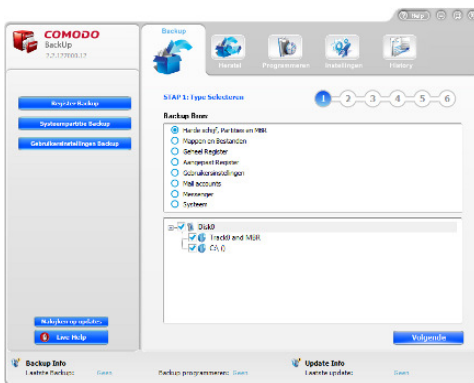 Help
COMODO
BackUp
Backup
Herstel
Programmeren
Instellingen
History
Register Backup
Systeempartitie Backup
Gebruikersinstellingen Backup
STAP 1: Type Selecteren
1 2 3 4 5 6
Backup Bron:
Harde schijf, Partities en MBR
Mappen en Bestanden
Geheel Register
Aangepast Register
Gebruikersinstellingen
Mail accounts
Messenger
Systeem
Disk0
Track0 and MBR
Nakijken op updates
Live Help
Volgende
Backup Info
Laatste Backup: Geen
Backup programmeren: Geen
Update Info
Laatste update: Geen